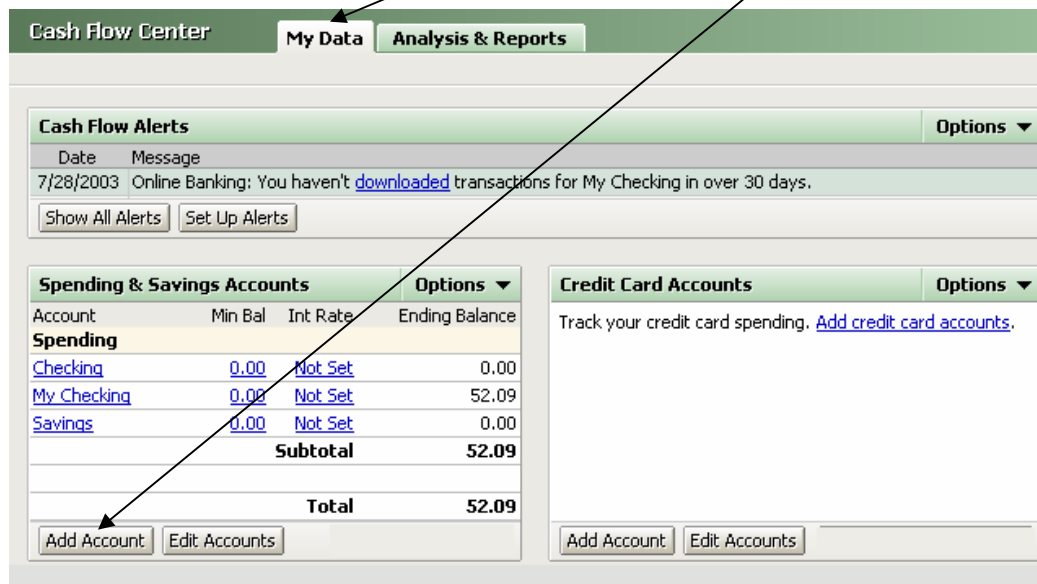 Cash Flow Center
My Data
Analysis & Reports
Cash Flow Alerts
Options
Date Message
7/28/2003 Online Banking: You haven't downloaded transactions for My Checking in over 30 days.
Show All Alerts Set Up Alerts
Spending & Savings Accounts Options
Account Min Bal Int Rate Ending Balance
Spending
Checking 0.00 Not Set 0.00
My Checking 0.00 Not Set 52.09
Savings 0.00 Not Set 0.00
Subtotal 52.09
Total 52.09
Add Account Edit Accounts
Credit Card Accounts Options
Track your credit card spending. Add credit card accounts.
Add Account Edit Accounts